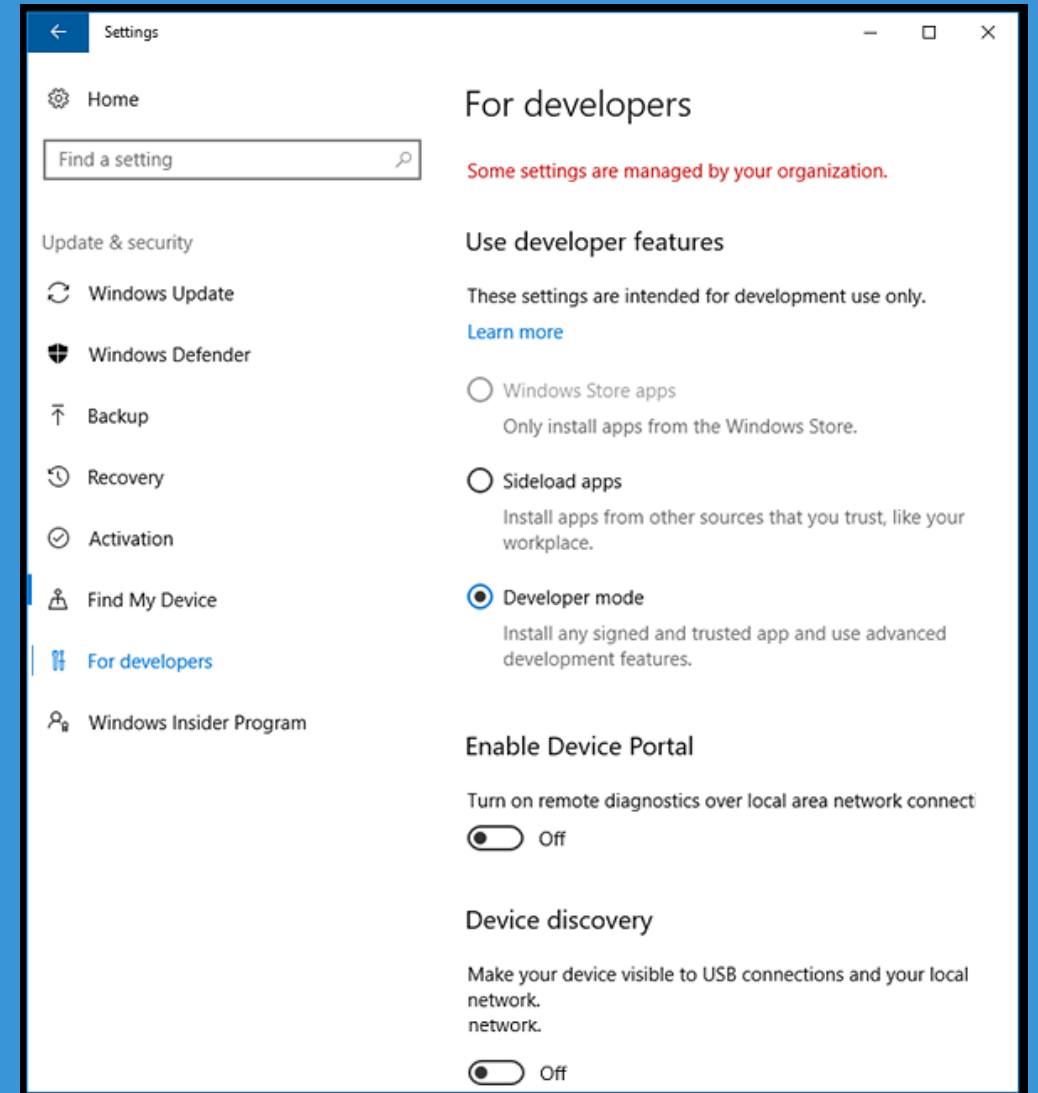 Settings
Home
Find a setting
Update & security
Windows Update
Windows Defender
Backup
Recovery
Activation
Find My Device
For developers
Windows Insider Program
For developers
Some settings are managed by your organization.
Use developer features
These settings are intended for development use only.
Learn more
Windows Store apps
Only install apps from the Windows Store.
Sideload apps
Install apps from other sources that you trust, like your
workplace.
Developer mode
Install any signed and trusted app and use advanced
development features.
Enable Device Portal
Turn on remote diagnostics over local area network connecti
Off
Device discovery
Make your device visible to USB connections and your local
network.
network.
Off